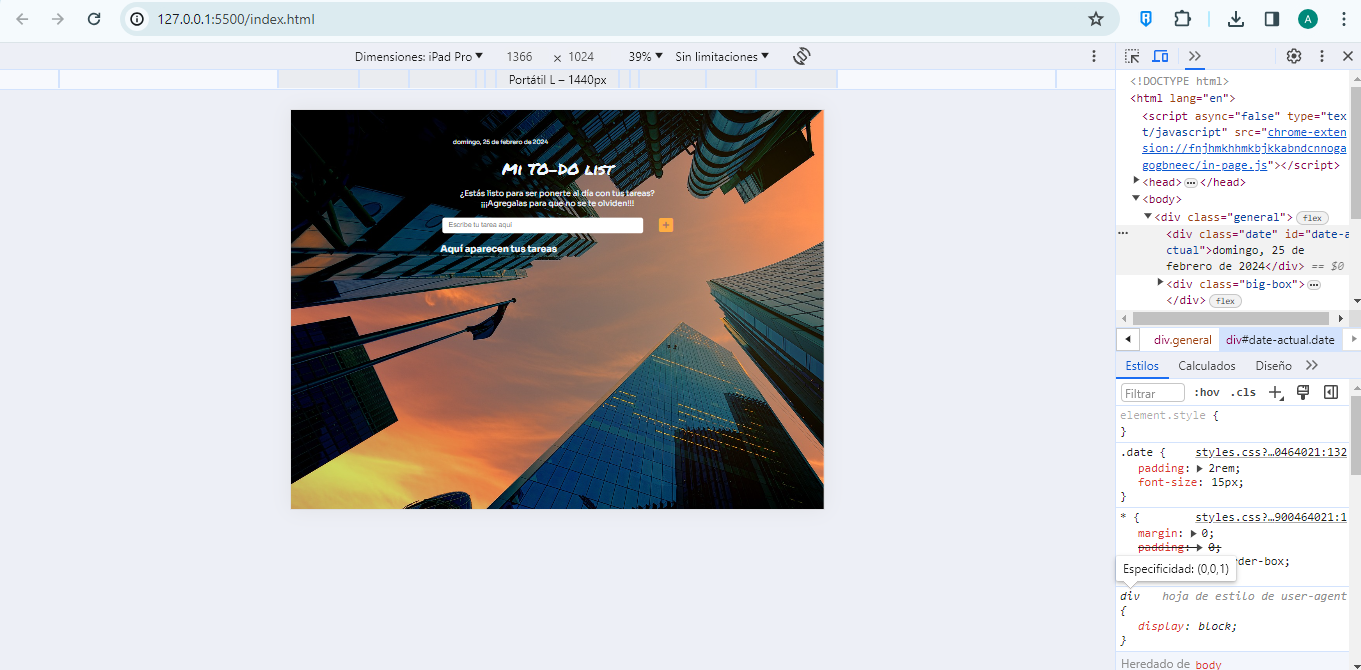 127.0.0.1:5500/index.html
A
Dimensiones: iPad Pro ▼ 1366 × 1024 39% ▼ Sin limitaciones ▼
Portátil L – 1440px
domingo, 25 de febrero de 2024
Mi TO-DO list
¿Estás listo para ser ponerte al día con tus tareas?
¡¡¡Agregalas para que no se te olviden!!!
Escribe tu tarea aquí
+
Aquí aparecen tus tareas
<!DOCTYPE html>
<html lang="en">
<script async="false" type="tex
t/javascript" src="chrome-exten
sion://fnjhmkhhmkbjkkabndcnnoga
gogbneec/in-page.js"></script>
<head> ⋯ </head>
<body>
<div class="general"> flex
<div class="date" id="date-a
ctual">domingo, 25 de
febrero de 2024</div> == $0
<div class="big-box"> ⋯
</div> flex
div.general div#date-actual.date
Estilos Calculados Diseño
Filtrar :hov .cls
element.style {
}
.date { styles.css?…0464021:132
padding: 2rem;
font-size: 15px;
}
* { styles.css?…900464021:1
margin: 0;
padding: 0;
rder-box;
Especificidad: (0,0,1)
div hoja de estilo de user-agent
{
display: block;
}
Heredado de body